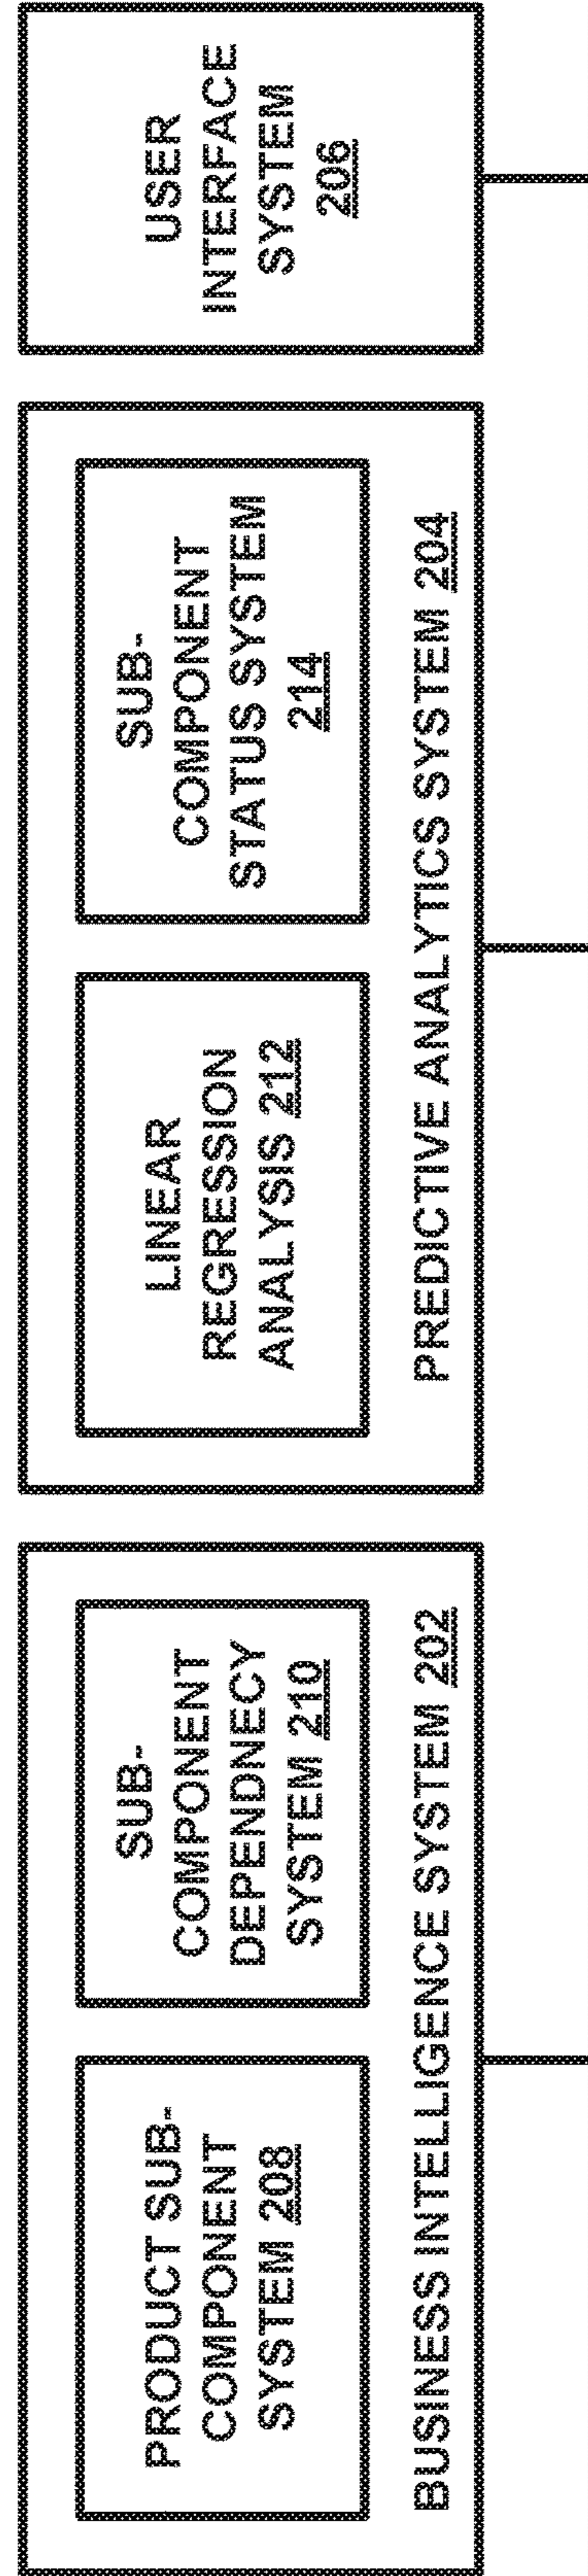 PRODUCT SUB-
COMPONENT
SYSTEM 208
SUB-
COMPONENT
DEPENDNECY
SYSTEM 210
BUSINESS INTELLIGENCE SYSTEM 202
LINEAR
REGRESSION
ANALYSIS 212
SUB-
COMPONENT
STATUS SYSTEM
214
PREDICTIVE ANALYTICS SYSTEM 204
USER
INTERFACE
SYSTEM
206